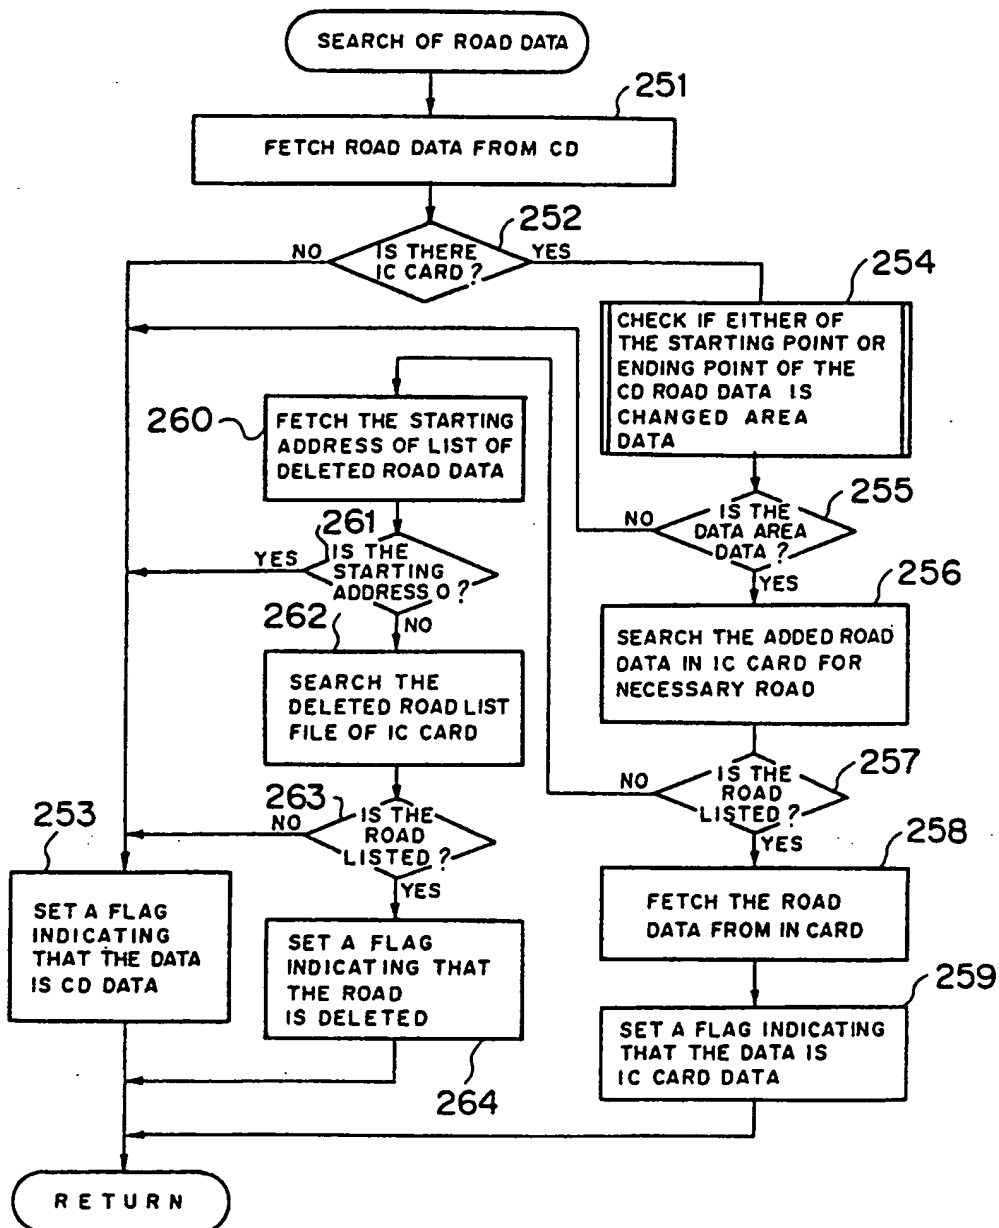 SEARCH OF ROAD DATA
251
FETCH ROAD DATA FROM CD
252
NO
IS THERE
IC CARD?
YES
254
CHECK IF EITHER OF
THE STARTING POINT OR
ENDING POINT OF THE
CD ROAD DATA IS
CHANGED AREA
DATA
260
FETCH THE STARTING
ADDRESS OF LIST OF
DELETED ROAD DATA
255
NO
IS THE
DATA AREA
DATA?
YES
261
YES
IS THE
STARTING
ADDRESS O?
NO
256
SEARCH THE ADDED ROAD
DATA IN IC CARD FOR
NECESSARY ROAD
262
SEARCH THE
DELETED ROAD LIST
FILE OF IC CARD
257
NO
IS THE
ROAD
LISTED?
YES
263
NO
IS THE
ROAD
LISTED?
YES
253
SET A FLAG
INDICATING
THAT THE DATA
IS CD DATA
258
FETCH THE ROAD
DATA FROM IN CARD
SET A FLAG
INDICATING THAT
THE ROAD
IS DELETED
264
259
SET A FLAG INDICATING
THAT THE DATA IS
IC CARD DATA
RETURN